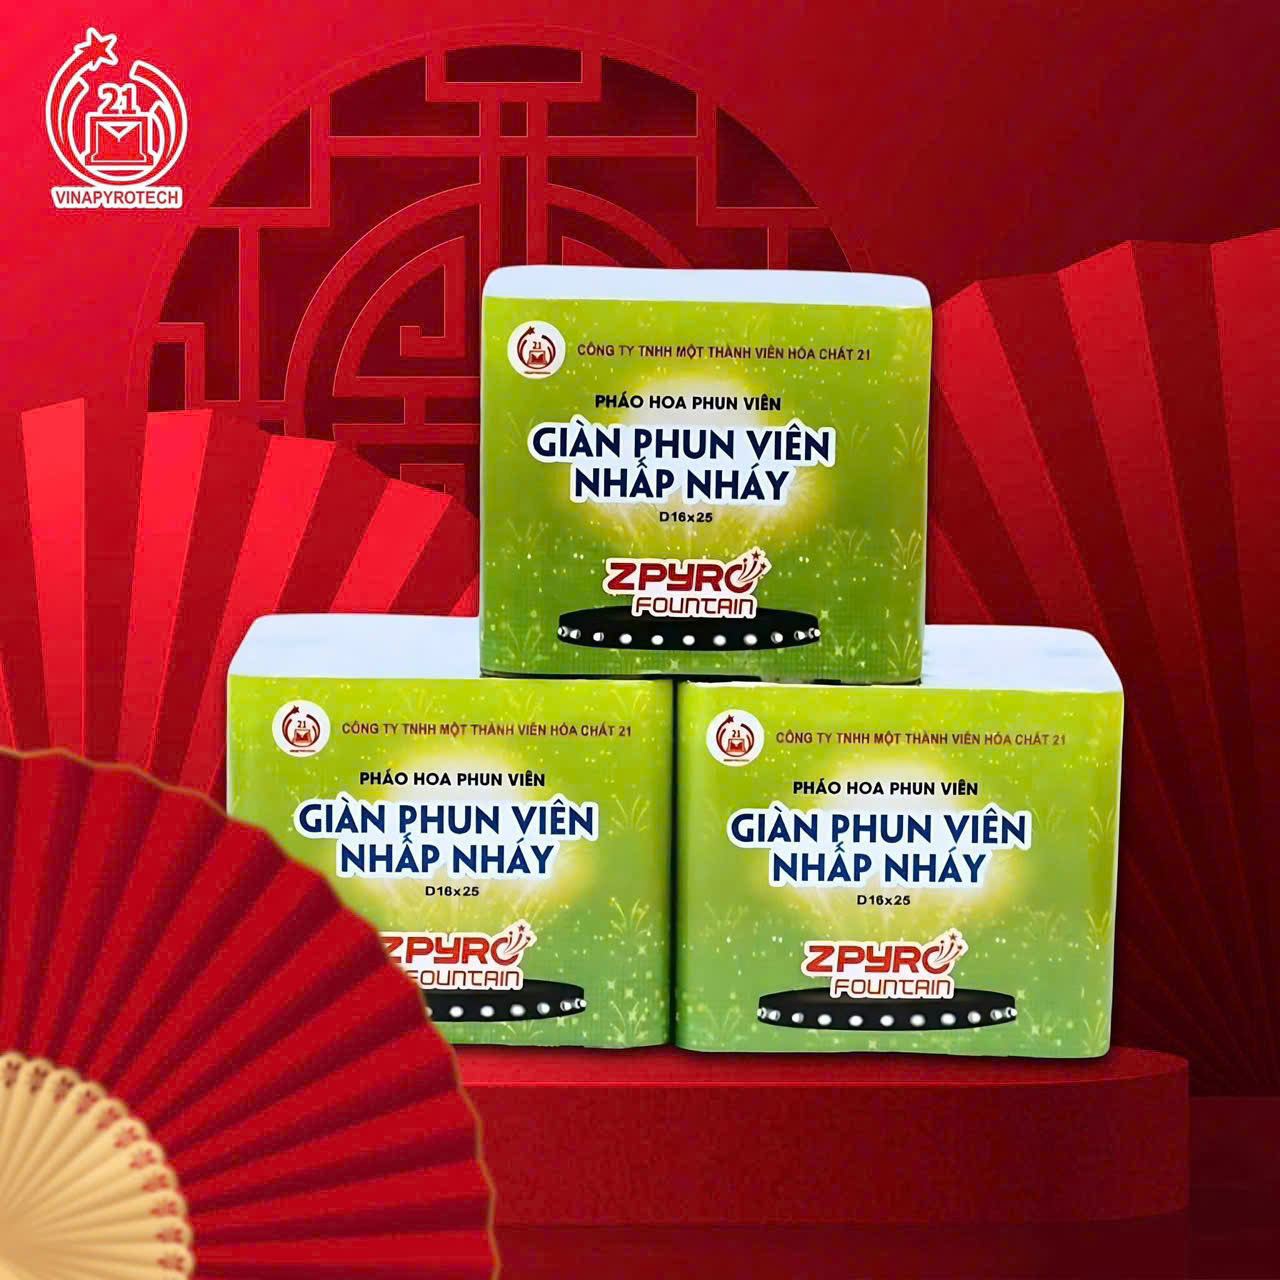 21
VINAPYROTECH
21
CÔNG TY TNHH MỘT THÀNH VIÊN HÓA CHẤT 21
PHÁO HOA PHUN VIÊN
GIÀN PHUN VIÊN
NHẤP NHÁY
D16x25
ZPYRO
FOUNTAIN
21
CÔNG TY TNHH MỘT THÀNH VIÊN HÓA CHẤT 21
PHÁO HOA PHUN VIÊN
GIÀN PHUN VIÊN
NHẤP NHÁY
D16x25
ZPYRO
FOUNTAIN
21
CÔNG TY TNHH MỘT THÀNH VIÊN HÓA CHẤT 21
PHÁO HOA PHUN VIÊN
GIÀN PHUN VIÊN
NHẤP NHÁY
D16x25
ZPYRO
FOUNTAIN